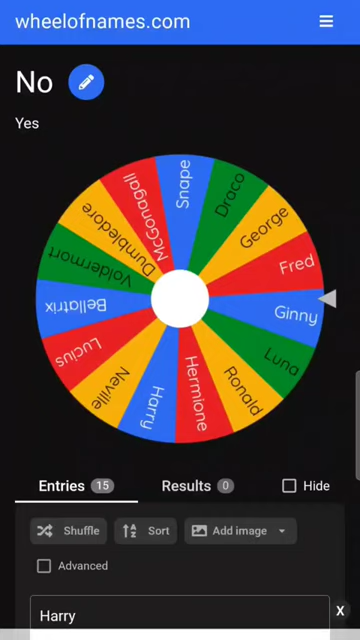 wheelofnames.com
No
Yes
Snape
Draco
George
Fred
Ginny
Luna
Ronald
Hermione
Harry
Neville
Lucius
Bellatrix
Voldermort
Dumbledore
McGonagall
Entries 15
Results 0
Hide
Shuffle
Sort
Add image
Advanced
Harry
X